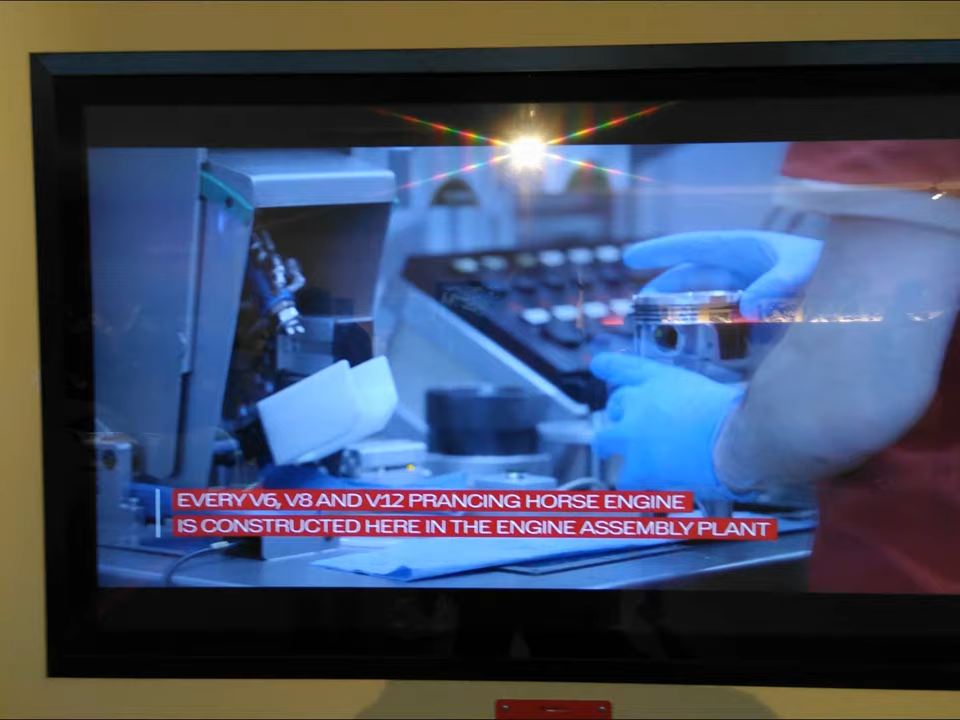 EVERY V6, V8 AND V12 PRANCING HORSE ENGINE
IS CONSTRUCTED HERE IN THE ENGINE ASSEMBLY PLANT